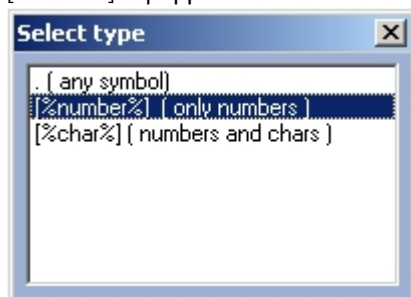 Select type
. ( any symbol)
[%number%] ( only numbers )
[%char%] ( numbers and chars )